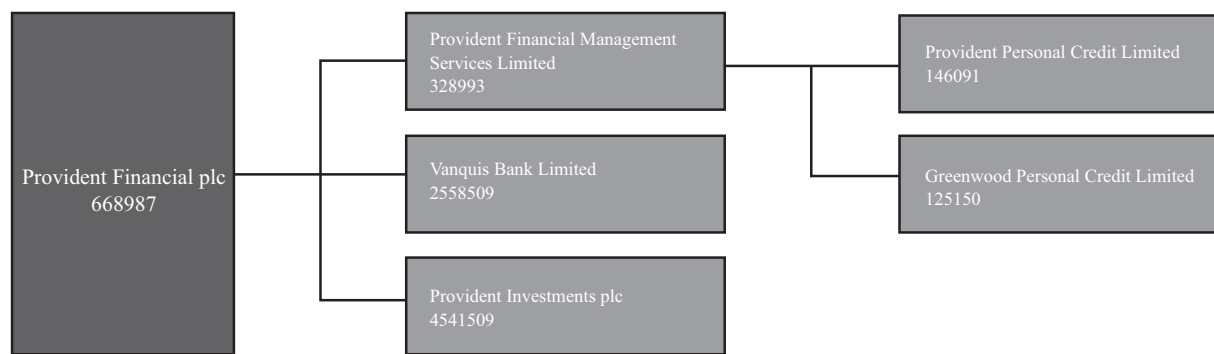 Provident Financial plc
668987
Provident Financial Management
Services Limited
328993
Vanquis Bank Limited
2558509
Provident Investments plc
4541509
Provident Personal Credit Limited
146091
Greenwood Personal Credit Limited
125150